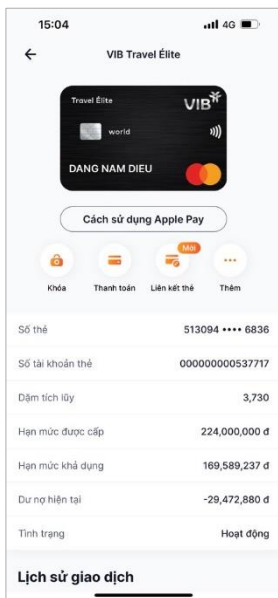 15:04
4G
VIB Travel Élite
Travel Élite
VIB
world
DANG NAM DIEU
Cách sử dụng Apple Pay
Mới
Khóa Thanh toán Liên kết thẻ Thêm
Số thẻ 513094 •••• 6836
Số tài khoản thẻ 000000000537717
Dặm tích lũy 3,730
Hạn mức được cấp 224,000,000 đ
Hạn mức khả dụng 169,589,237 đ
Dư nợ hiện tại -29,472,880 đ
Tình trạng Hoạt động
Lịch sử giao dịch